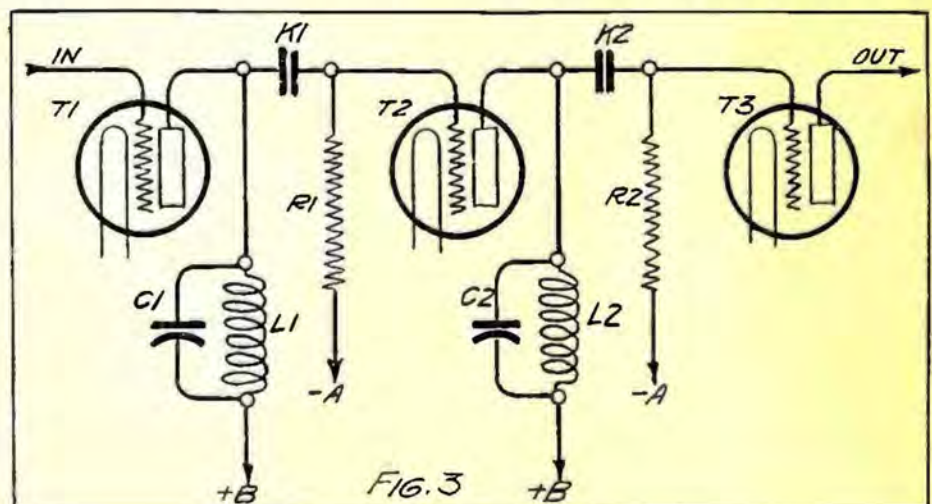 IN K1 K2 OUT
T1 T2 T3
R1 R2
C1 L1 C2 L2
-A -A
+B FIG. 3 +B